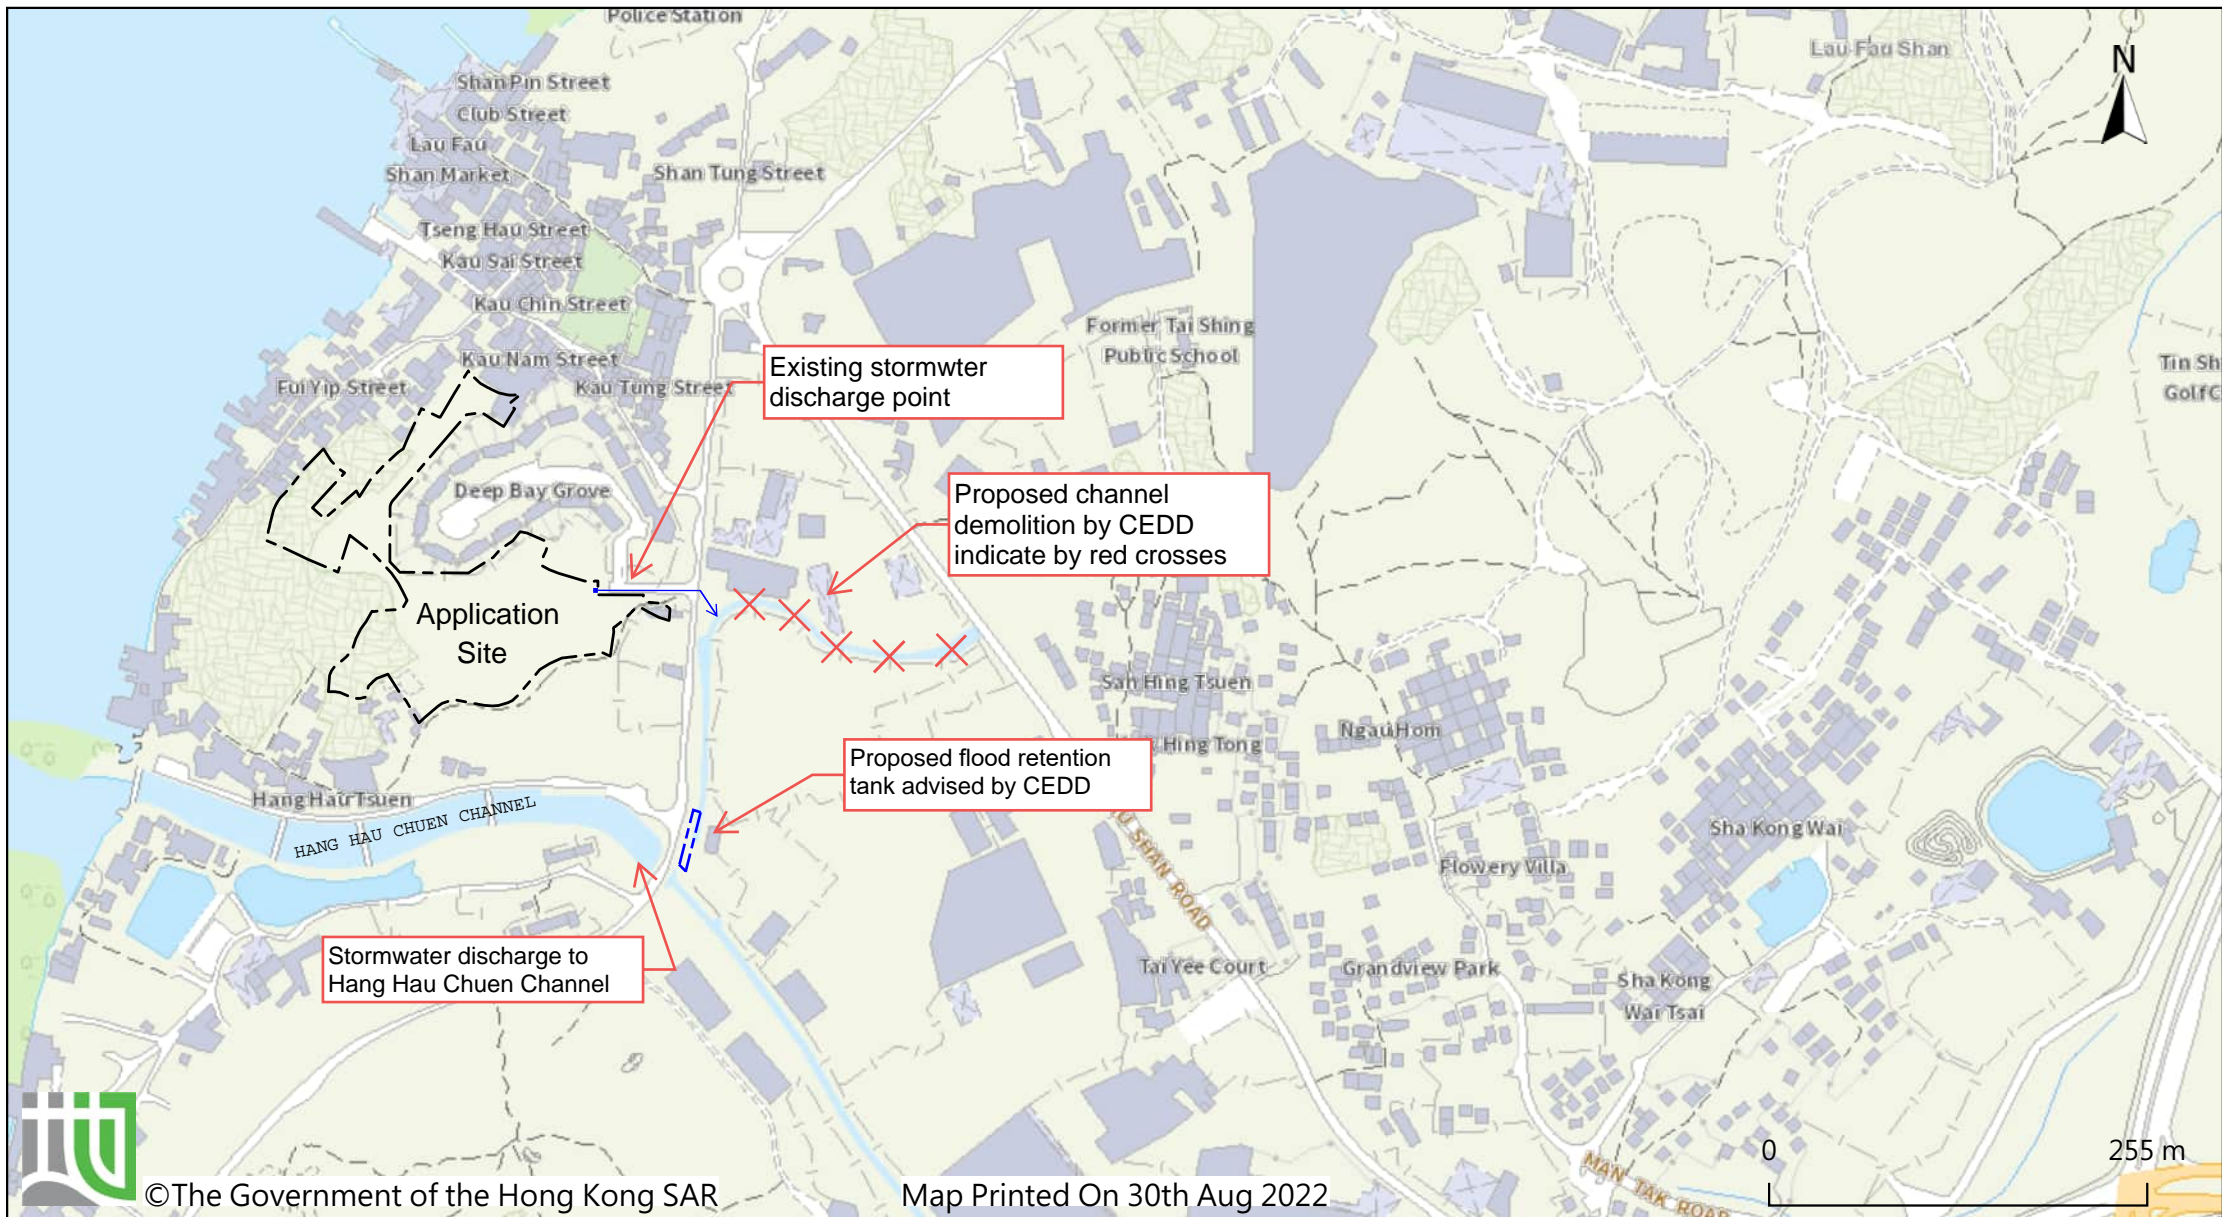 Police Station
Lau Fau Shan
N
Shan Pin Street
Club Street
Lau Fau
Shan Market
Shan Tung Street
Tseng Hau Street
Kau Sai Street
Kau Chin Street
Former Tai Shing
Public School
Kau Nam Street
Fui Yip Street
Kau Tung Street
Tin Sh
Golf C
Existing stormwter
discharge point
Deep Bay Grove
Proposed channel
demolition by CEDD
indicate by red crosses
Application
Site
San Hing Tsuen
Ngau Hom
Hing Tong
Proposed flood retention
tank advised by CEDD
Hang Hau Tsuen
HANG HAU CHUEN CHANNEL
Sha Kong Wai
U SHAN ROAD
Flowery Villa
Stormwater discharge to
Hang Hau Chuen Channel
Tai Yee Court
Grandview Park
Sha Kong
Wai Tsai
MAN TAK ROAD
0 255 m
©The Government of the Hong Kong SAR
Map Printed On 30th Aug 2022